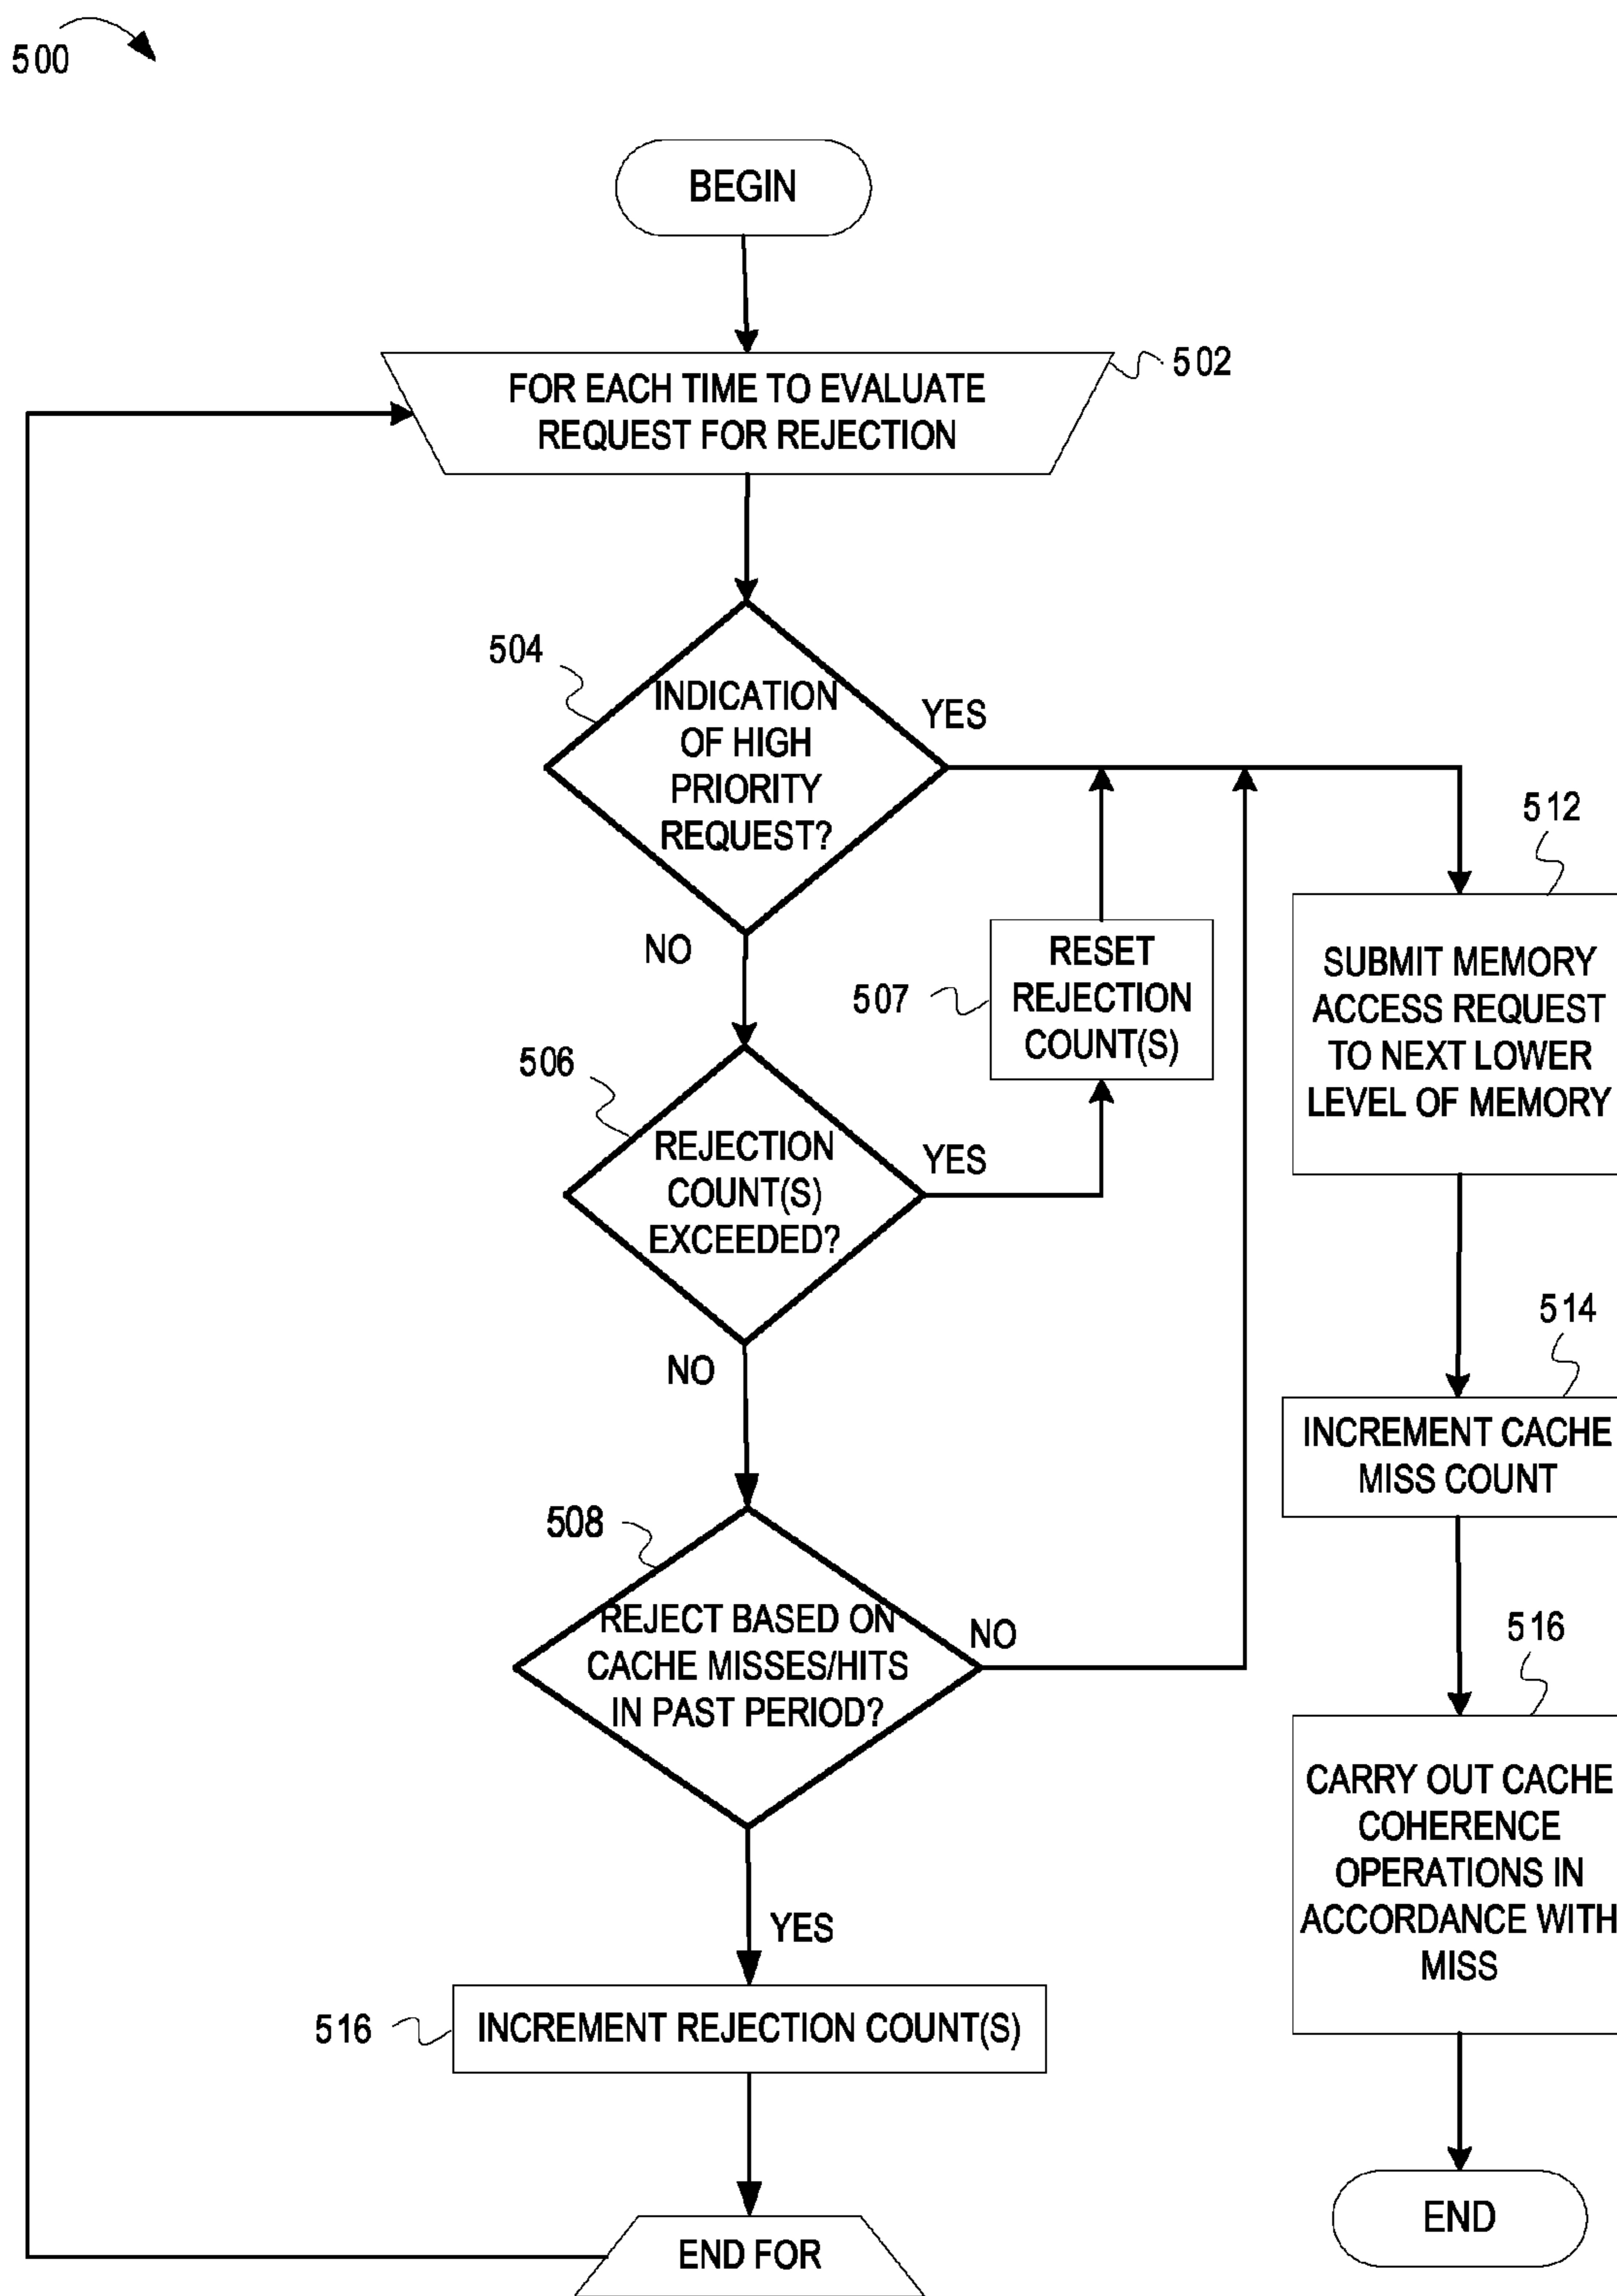 500
BEGIN
FOR EACH TIME TO EVALUATE
REQUEST FOR REJECTION
502
504
INDICATION
OF HIGH
PRIORITY
REQUEST?
YES
NO
506
REJECTION
COUNT(S)
EXCEEDED?
YES
NO
507
RESET
REJECTION
COUNT(S)
508
REJECT BASED ON
CACHE MISSES/HITS
IN PAST PERIOD?
NO
YES
516
INCREMENT REJECTION COUNT(S)
END FOR
512
SUBMIT MEMORY
ACCESS REQUEST
TO NEXT LOWER
LEVEL OF MEMORY
514
INCREMENT CACHE
MISS COUNT
516
CARRY OUT CACHE
COHERENCE
OPERATIONS IN
ACCORDANCE WITH
MISS
END